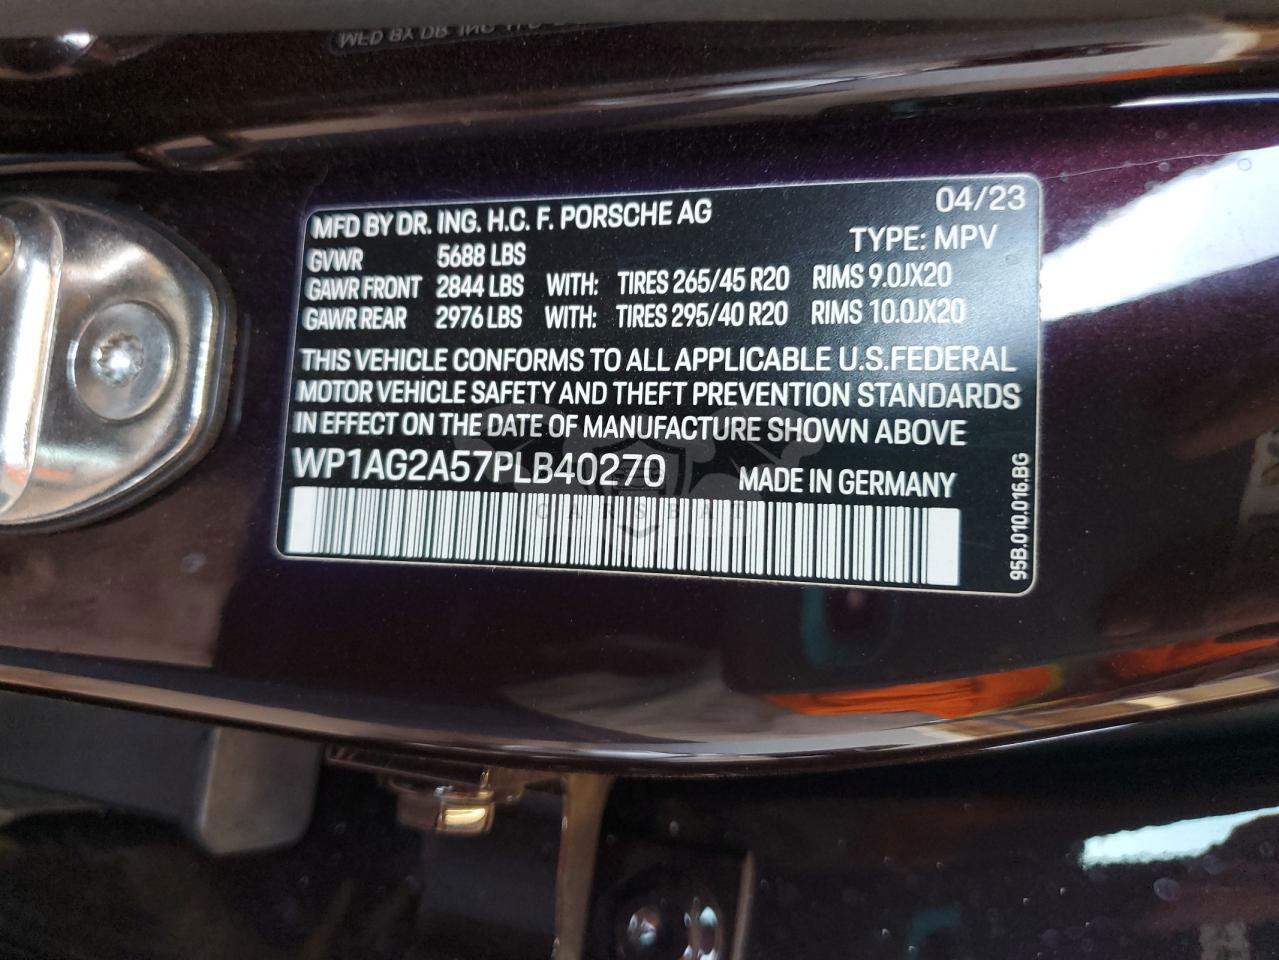 MFD BY DR. ING. H.C. F. PORSCHE AG 04/23
TYPE: MPV
GVWR 5688 LBS
GAWR FRONT 2844 LBS WITH: TIRES 265/45 R20 RIMS 9.0JX20
GAWR REAR 2976 LBS WITH: TIRES 295/40 R20 RIMS 10.0JX20
THIS VEHICLE CONFORMS TO ALL APPLICABLE U.S.FEDERAL
MOTOR VEHICLE SAFETY AND THEFT PREVENTION STANDARDS
IN EFFECT ON THE DATE OF MANUFACTURE SHOWN ABOVE
WP1AG2A57PLB40270 MADE IN GERMANY
95B.010.016.BG